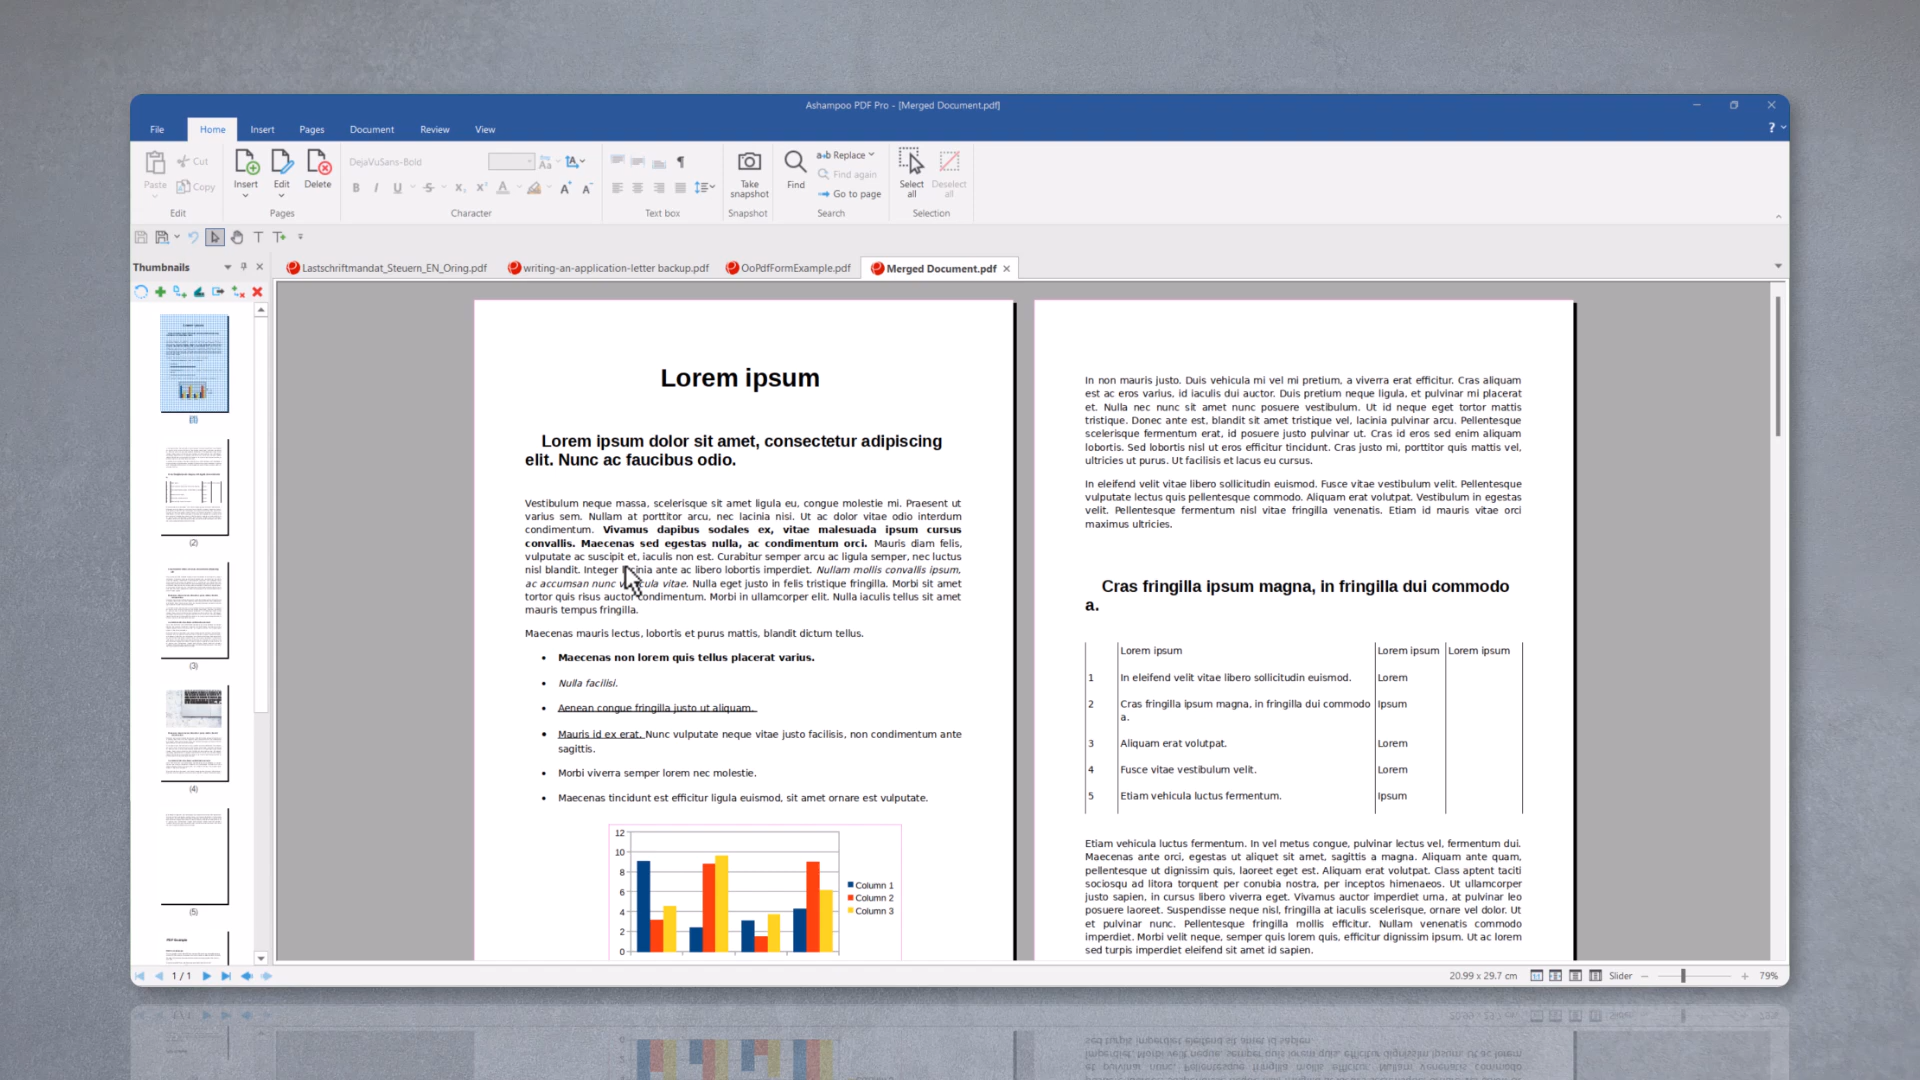 Ashampoo PDF Pro - [Merged Document.pdf]
File Home Insert Pages Document Review View
?
Paste Cut Copy
Edit
Insert Edit Delete
Pages
DejaVuSans-Bold
Character
Text box
Take snapshot
Snapshot
Find
Replace
Find again
Go to page
Search
Select all
Deselect all
Selection
Thumbnails
Lastschriftmandat_Steuern_EN_Oring.pdf
writing-an-application-letter backup.pdf
OoPdfFormExample.pdf
Merged Document.pdf
(1)
(2)
(3)
(4)
(5)
Lorem ipsum
Lorem ipsum dolor sit amet, consectetur adipiscing
elit. Nunc ac faucibus odio.
Vestibulum neque massa, scelerisque sit amet ligula eu, congue molestie mi. Praesent ut
varius sem. Nullam at porttitor arcu, nec lacinia nisi. Ut ac dolor vitae odio interdum
condimentum. Vivamus dapibus sodales ex, vitae malesuada ipsum cursus
convallis. Maecenas sed egestas nulla, ac condimentum orci. Mauris diam felis,
vulputate ac suscipit et, iaculis non est. Curabitur semper arcu ac ligula semper, nec luctus
nisl blandit. Integer lacinia ante ac libero lobortis imperdiet. Nullam mollis convallis ipsum,
ac accumsan nunc vehicula vitae. Nulla eget justo in felis tristique fringilla. Morbi sit amet
tortor quis risus auctor condimentum. Morbi in ullamcorper elit. Nulla iaculis tellus sit amet
mauris tempus fringilla.
Maecenas mauris lectus, lobortis et purus mattis, blandit dictum tellus.
• Maecenas non lorem quis tellus placerat varius.
• Nulla facilisi.
• Aenean congue fringilla justo ut aliquam.
• Mauris id ex erat. Nunc vulputate neque vitae justo facilisis, non condimentum ante
sagittis.
• Morbi viverra semper lorem nec molestie.
• Maecenas tincidunt est efficitur ligula euismod, sit amet ornare est vulputate.
12
10
8
6
4
2
0
Column 1
Column 2
Column 3
In non mauris justo. Duis vehicula mi vel mi pretium, a viverra erat efficitur. Cras aliquam
est ac eros varius, id iaculis dui auctor. Duis pretium neque ligula, et pulvinar mi placerat
et. Nulla nec nunc sit amet nunc posuere vestibulum. Ut id neque eget tortor mattis
tristique. Donec ante est, blandit sit amet tristique vel, lacinia pulvinar arcu. Pellentesque
scelerisque fermentum erat, id posuere justo pulvinar ut. Cras id eros sed enim aliquam
lobortis. Sed lobortis nisl ut eros efficitur tincidunt. Cras justo mi, porttitor quis mattis vel,
ultricies ut purus. Ut facilisis et lacus eu cursus.
In eleifend velit vitae libero sollicitudin euismod. Fusce vitae vestibulum velit. Pellentesque
vulputate lectus quis pellentesque commodo. Aliquam erat volutpat. Vestibulum in egestas
velit. Pellentesque fermentum nisl vitae fringilla venenatis. Etiam id mauris vitae orci
maximus ultricies.
Cras fringilla ipsum magna, in fringilla dui commodo
a.
Lorem ipsum Lorem ipsum Lorem ipsum
1 In eleifend velit vitae libero sollicitudin euismod. Lorem
2 Cras fringilla ipsum magna, in fringilla dui commodo Ipsum
a.
3 Aliquam erat volutpat. Lorem
4 Fusce vitae vestibulum velit. Lorem
5 Etiam vehicula luctus fermentum. Ipsum
Etiam vehicula luctus fermentum. In vel metus congue, pulvinar lectus vel, fermentum dui.
Maecenas ante orci, egestas ut aliquet sit amet, sagittis a magna. Aliquam ante quam,
pellentesque ut dignissim quis, laoreet eget est. Aliquam erat volutpat. Class aptent taciti
sociosqu ad litora torquent per conubia nostra, per inceptos himenaeos. Ut ullamcorper
justo sapien, in cursus libero viverra eget. Vivamus auctor imperdiet urna, at pulvinar leo
posuere laoreet. Suspendisse neque nisl, fringilla at iaculis scelerisque, ornare vel dolor. Ut
et pulvinar nunc. Pellentesque fringilla mollis efficitur. Nullam venenatis commodo
imperdiet. Morbi velit neque, semper quis lorem quis, efficitur dignissim ipsum. Ut ac lorem
sed turpis imperdiet eleifend sit amet id sapien.
1 / 1
20.99 x 29.7 cm
Slider
79%